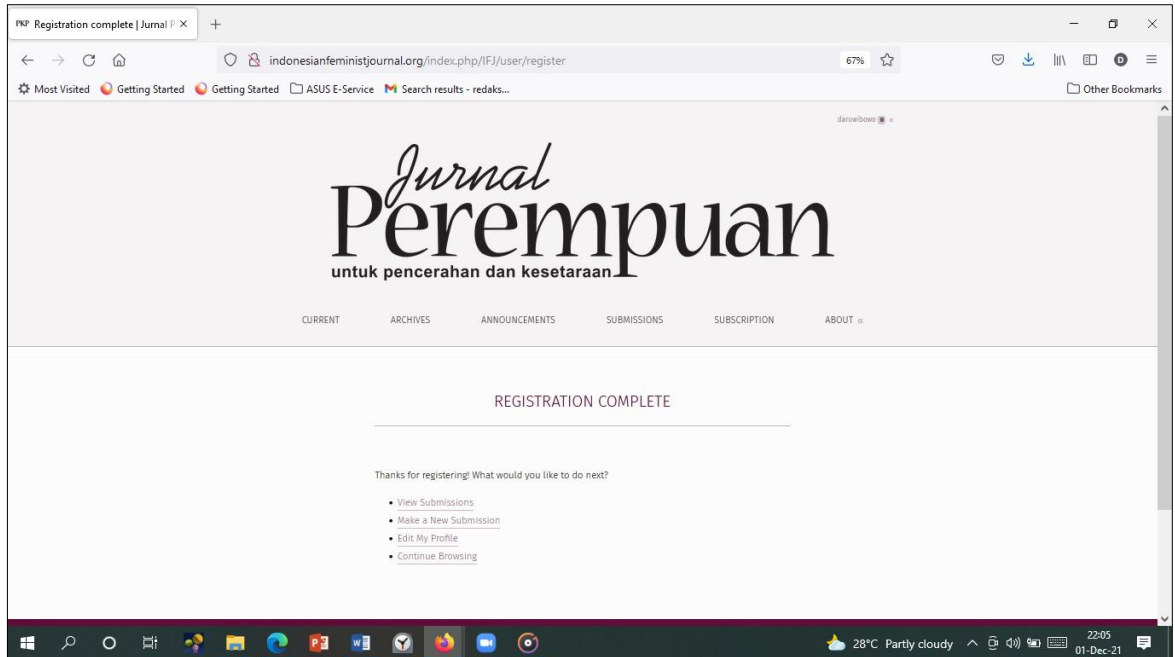 PKP Registration complete | Jurnal P
indonesianfeministjournal.org/index.php/IFJ/user/register
67%
D
Most Visited Getting Started Getting Started ASUS E-Service Search results - redaks... Other Bookmarks
daruwibowo
Jurnal
Perempuan
untuk pencerahan dan kesetaraan
CURRENT ARCHIVES ANNOUNCEMENTS SUBMISSIONS SUBSCRIPTION ABOUT
REGISTRATION COMPLETE
Thanks for registering! What would you like to do next?
• View Submissions
• Make a New Submission
• Edit My Profile
• Continue Browsing
28°C Partly cloudy
22:05
01-Dec-21